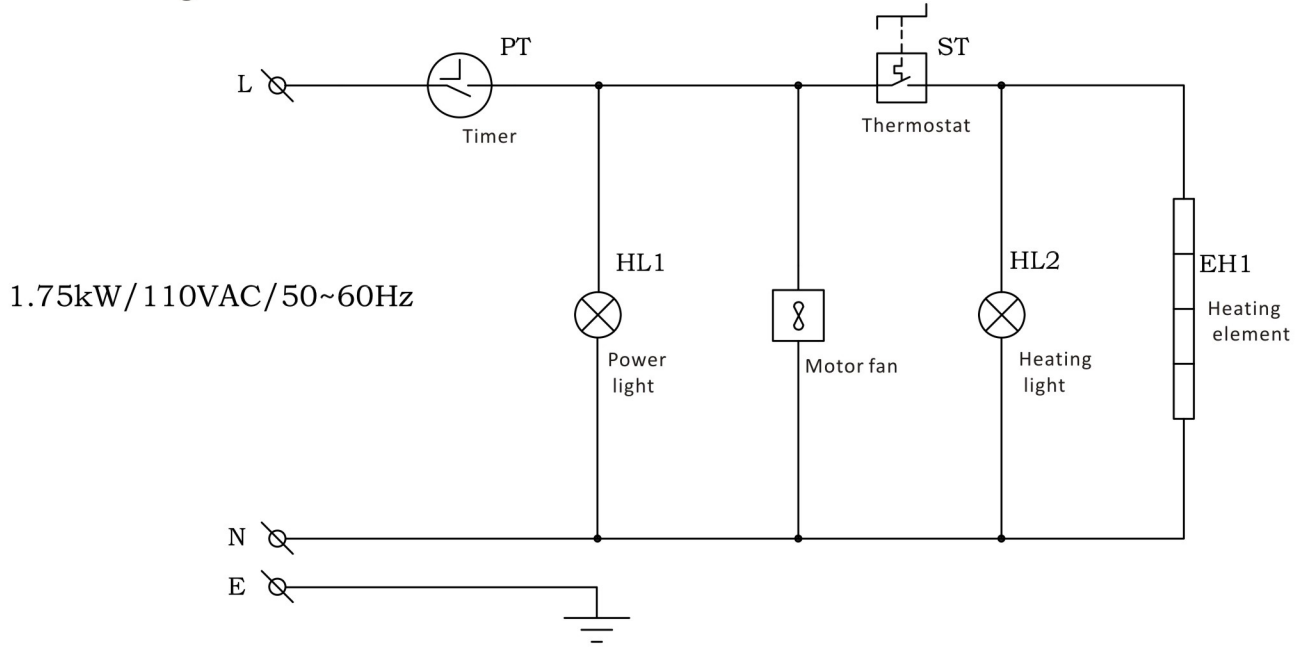 PT
ST
L
Timer
Thermostat
HL1
HL2
EH1
1.75kW/110VAC/50~60Hz
Heating
element
Power
light
Motor fan
Heating
light
N
E